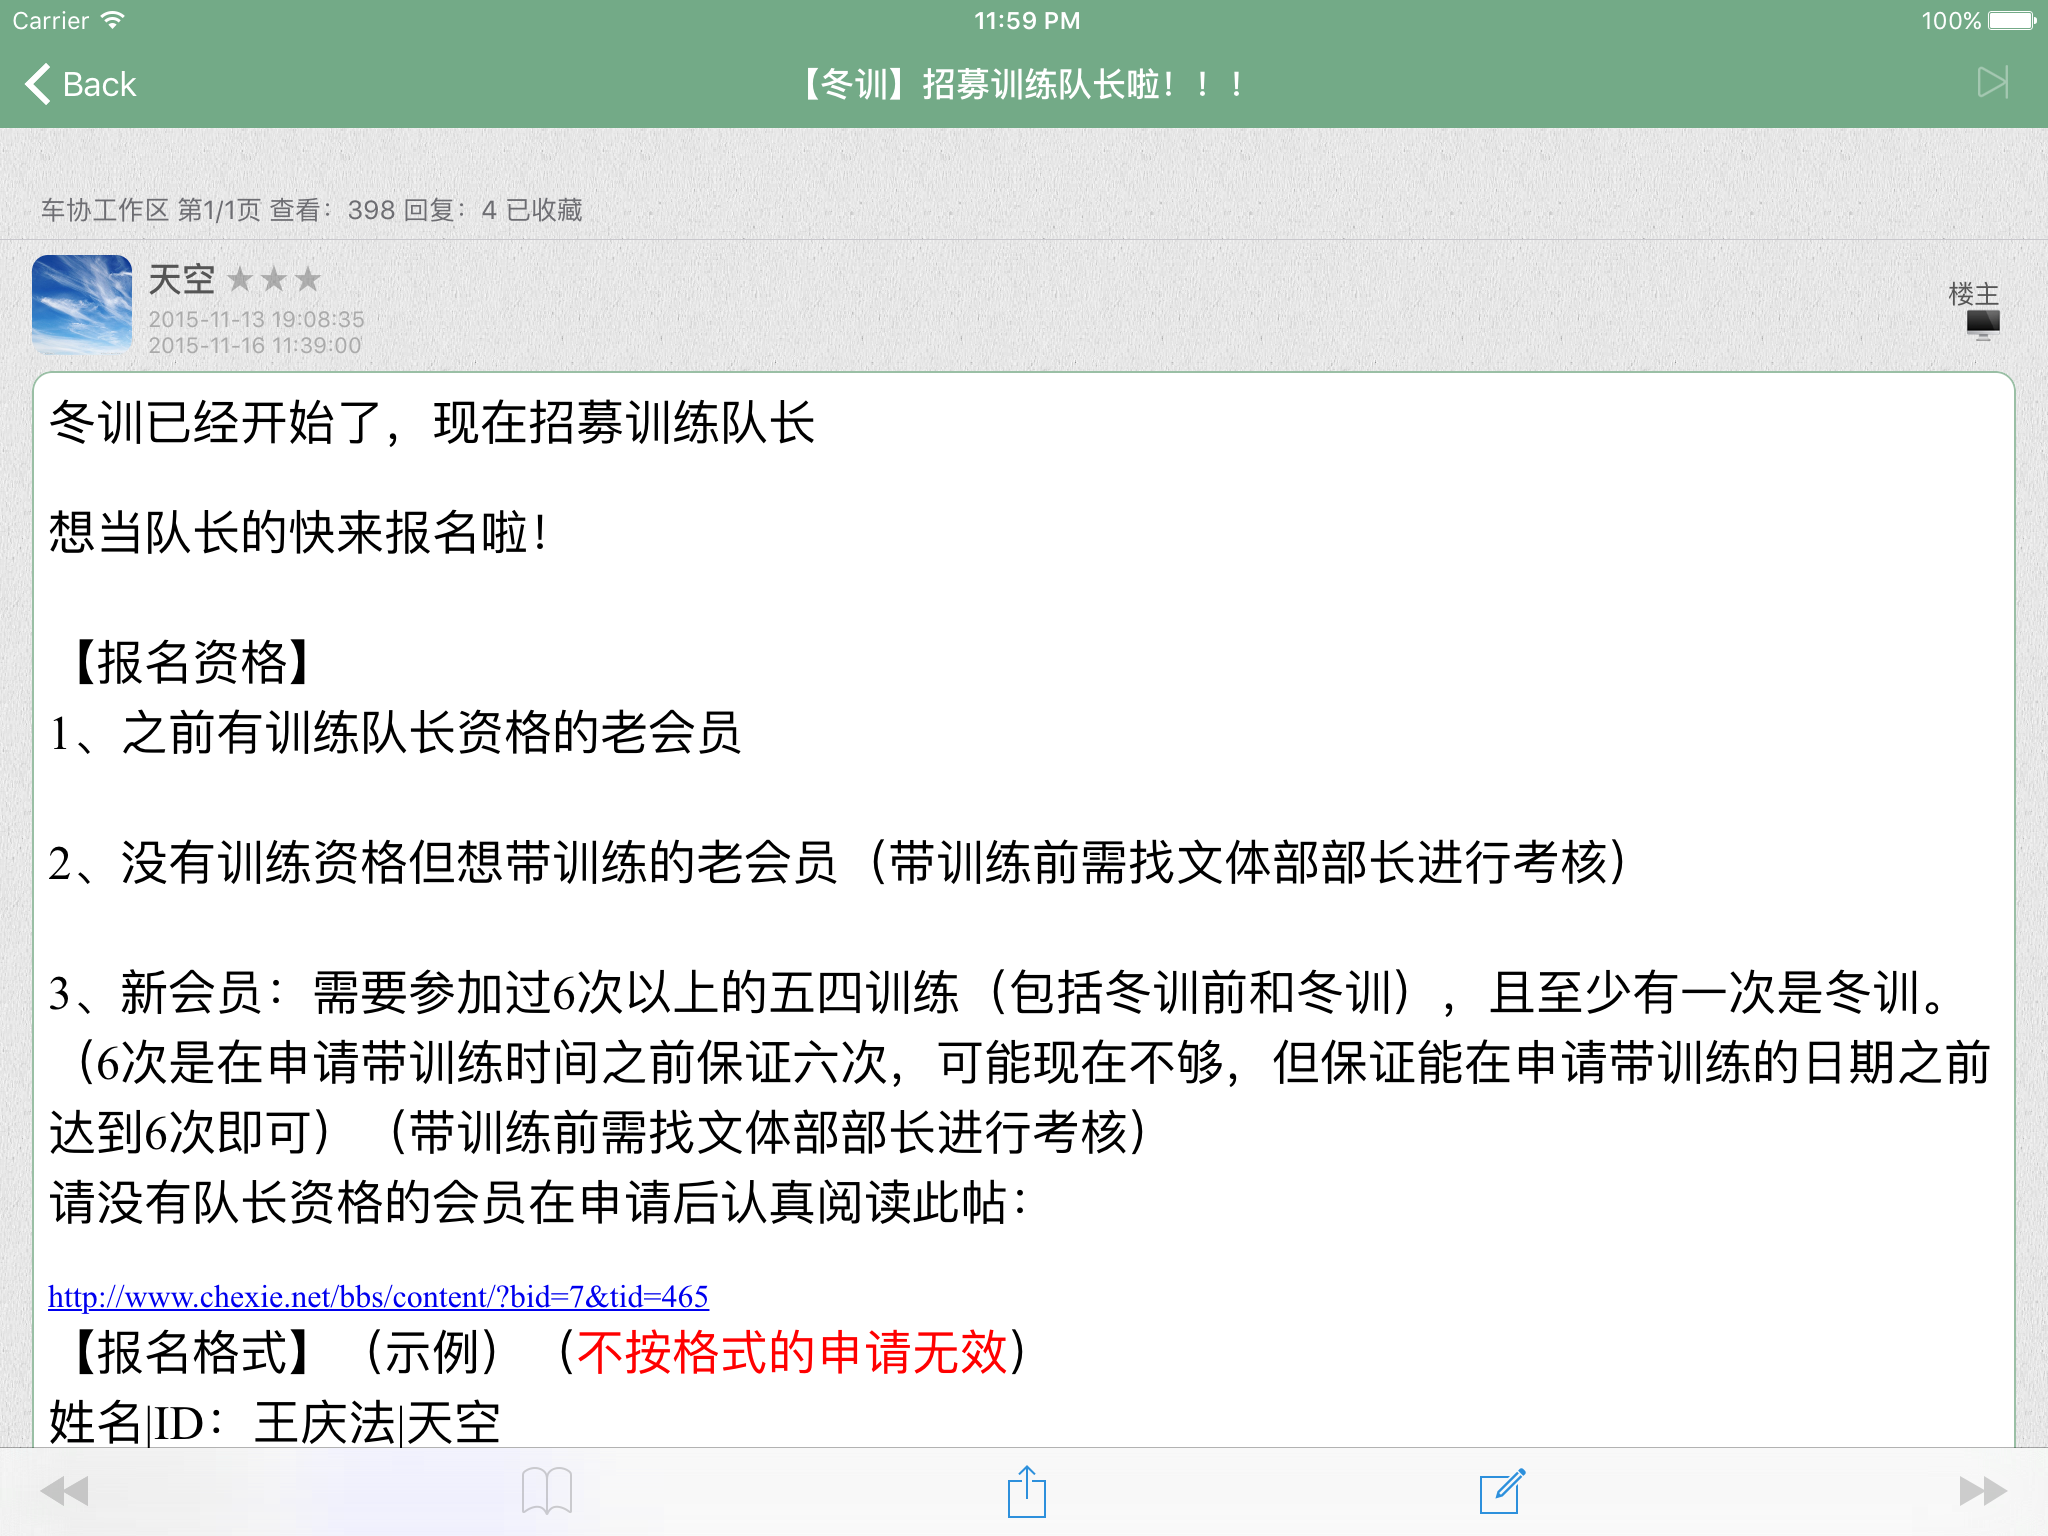 Carrier 11:59 PM 100%
Back 【冬训】招募训练队长啦！！！
车协工作区 第1/1页 查看：398 回复：4 已收藏
天空 ★★★
2015-11-13 19:08:35
2015-11-16 11:39:00
楼主
冬训已经开始了，现在招募训练队长
想当队长的快来报名啦！
【报名资格】
1、之前有训练队长资格的老会员
2、没有训练资格但想带训练的老会员（带训练前需找文体部部长进行考核）
3、新会员：需要参加过6次以上的五四训练（包括冬训前和冬训），且至少有一次是冬训。
（6次是在申请带训练时间之前保证六次，可能现在不够，但保证能在申请带训练的日期之前
达到6次即可）（带训练前需找文体部部长进行考核）
请没有队长资格的会员在申请后认真阅读此帖：
http://www.chexie.net/bbs/content/?bid=7&tid=465
【报名格式】（示例）（不按格式的申请无效）
姓名|ID：王庆法|天空